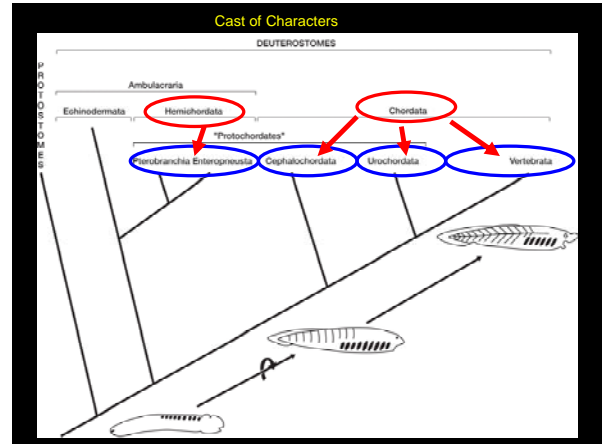 Cast of Characters
DEUTEROSTOMES
PROTOSTOMES
Ambulacraria
Echinodermata Hemichordata Chordata
"Protochordates"
Pterobranchia Enteropneusta Cephalochordata Urochordata Vertebrata